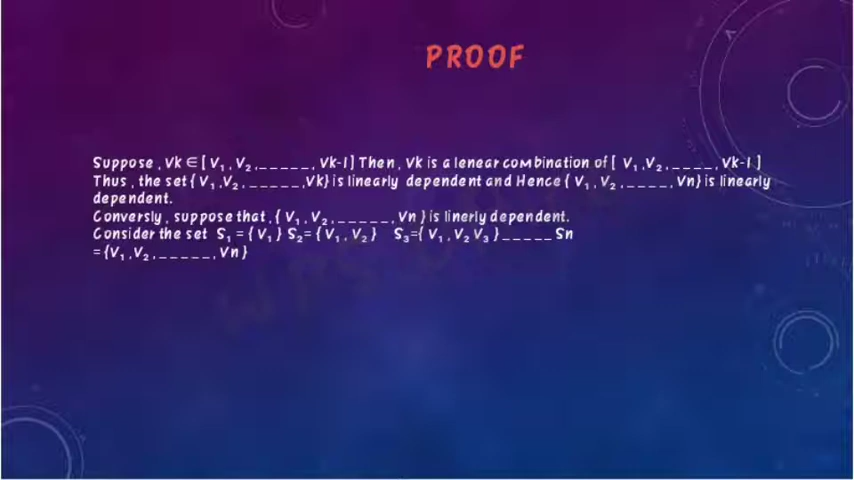 PROOF
Suppose , Vk ∈ [ V₁ , V₂ ,_ _ _ _ _ , Vk-1 ] Then , Vk is a lenear combination of [ V₁ ,V₂ , _ _ _ _ , Vk-1 ]
Thus , the set { V₁ ,V₂ , _ _ _ _ _ ,Vk} is linearly dependent and Hence { V₁ , V₂ , _ _ _ _ , Vn} is linearly
dependent.
Conversly , suppose that ,{ V₁ , V₂ , _ _ _ _ _ , Vn } is linerly dependent.
Consider the set S₁ = { V₁ } S₂= { V₁ , V₂ } S₃={ V₁ , V₂ V₃ } _ _ _ _ _ Sn
= {V₁ ,V₂ , _ _ _ _ _ , Vn }